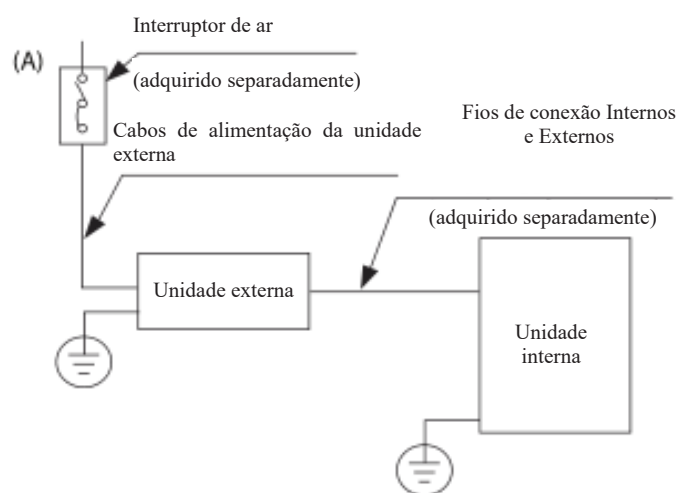 Interruptor de ar
(A)
(adquirido separadamente)
Cabos de alimentação da unidade
externa
Fios de conexão Internos
e Externos
(adquirido separadamente)
Unidade externa
Unidade
interna